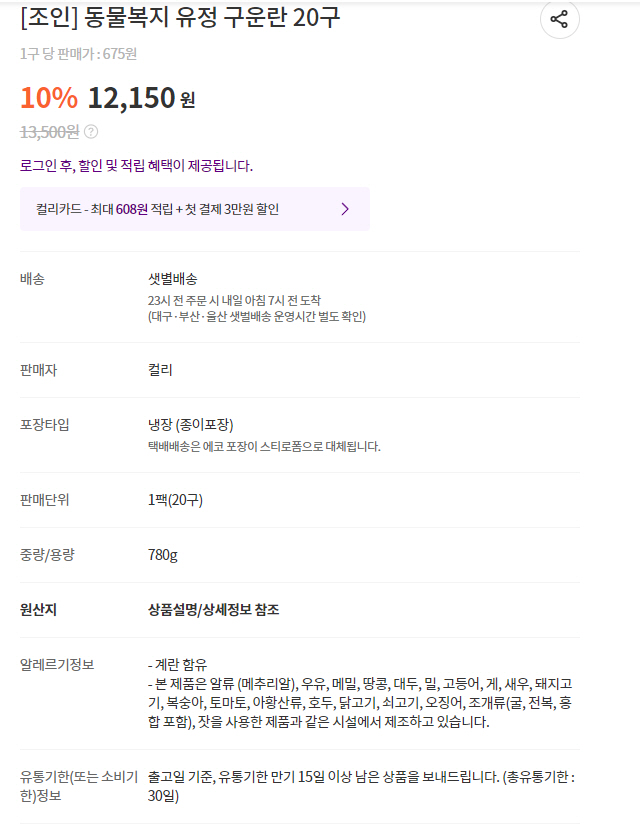 [조인] 동물복지 유정 구운란 20구
1구 당 판매가 : 675원
10% 12,150 원
13,500원 ?
로그인 후, 할인 및 적립 혜택이 제공됩니다.
컬리카드 - 최대 608원 적립 + 첫 결제 3만원 할인
배송 샛별배송
23시 전 주문 시 내일 아침 7시 전 도착
(대구·부산·울산 샛벌배송 운영시간 별도 확인)
판매자 컬리
포장타입 냉장 (종이포장)
택배배송은 에코 포장이 스티로폼으로 대체됩니다.
판매단위 1팩(20구)
중량/용량 780g
원산지 상품설명/상세정보 참조
알레르기정보 - 계란 함유
- 본 제품은 알류 (메추리알), 우유, 메밀, 땅콩, 대두, 밀, 고등어, 게, 새우, 돼지고
기, 복숭아, 토마토, 아황산류, 호두, 닭고기, 쇠고기, 오징어, 조개류(굴, 전복, 홍
합 포함), 잣을 사용한 제품과 같은 시설에서 제조하고 있습니다.
유통기한(또는 소비기 출고일 기준, 유통기한 만기 15일 이상 남은 상품을 보내드립니다. (총유통기한 :
한)정보 30일)